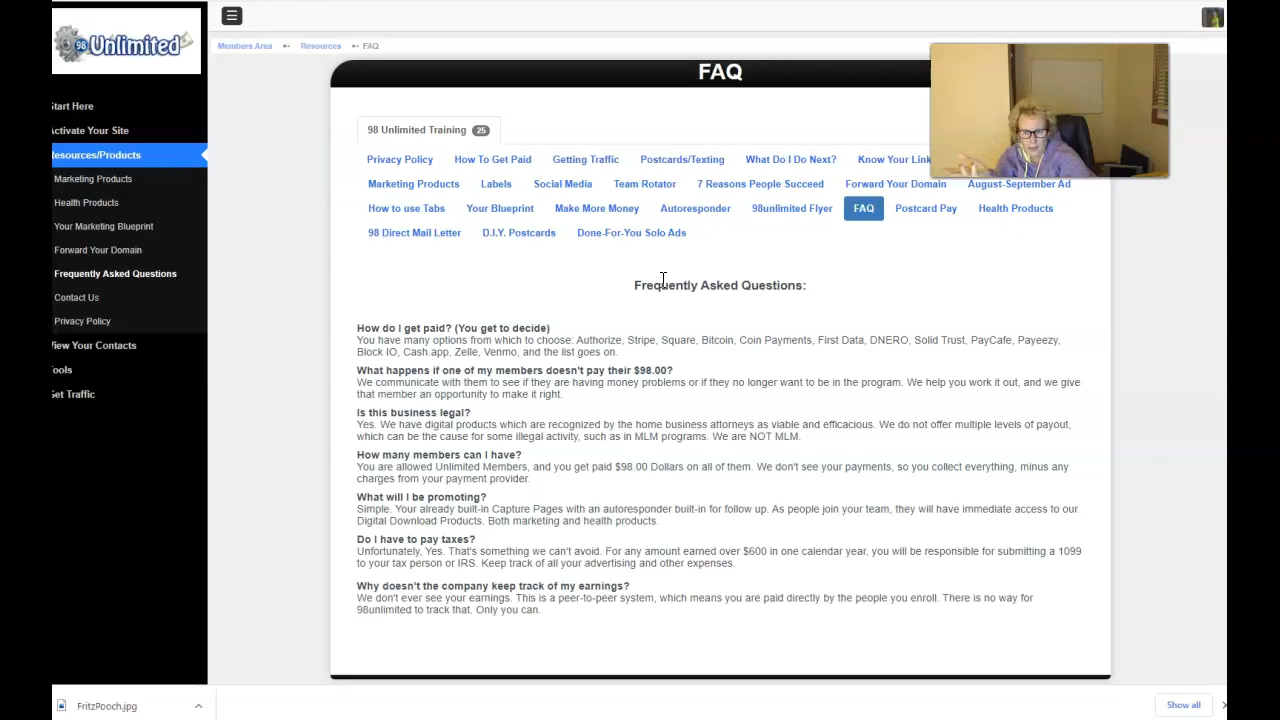 98 Unlimited
Members Area Resources FAQ
FAQ
Start Here
Activate Your Site
Resources/Products
Marketing Products
Health Products
Your Marketing Blueprint
Forward Your Domain
Frequently Asked Questions
Contact Us
Privacy Policy
View Your Contacts
Tools
Get Traffic
98 Unlimited Training 25
Privacy Policy How To Get Paid Getting Traffic Postcards/Texting What Do I Do Next? Know Your Link
Marketing Products Labels Social Media Team Rotator 7 Reasons People Succeed Forward Your Domain August-September Ad
How to use Tabs Your Blueprint Make More Money Autoresponder 98unlimited Flyer FAQ Postcard Pay Health Products
98 Direct Mail Letter D.I.Y. Postcards Done-For-You Solo Ads
Frequently Asked Questions:
How do I get paid? (You get to decide)
You have many options from which to choose: Authorize, Stripe, Square, Bitcoin, Coin Payments, First Data, DNERO, Solid Trust, PayCafe, Payeezy,
Block IO, Cash.app, Zelle, Venmo, and the list goes on.
What happens if one of my members doesn't pay their $98.00?
We communicate with them to see if they are having money problems or if they no longer want to be in the program. We help you work it out, and we give
that member an opportunity to make it right.
Is this business legal?
Yes. We have digital products which are recognized by the home business attorneys as viable and efficacious. We do not offer multiple levels of payout,
which can be the cause for some illegal activity, such as in MLM programs. We are NOT MLM.
How many members can I have?
You are allowed Unlimited Members, and you get paid $98.00 Dollars on all of them. We don't see your payments, so you collect everything, minus any
charges from your payment provider.
What will I be promoting?
Simple. Your already built-in Capture Pages with an autoresponder built-in for follow up. As people join your team, they will have immediate access to our
Digital Download Products. Both marketing and health products.
Do I have to pay taxes?
Unfortunately, Yes. That's something we can't avoid. For any amount earned over $600 in one calendar year, you will be responsible for submitting a 1099
to your tax person or IRS. Keep track of all your advertising and other expenses.
Why doesn't the company keep track of my earnings?
We don't ever see your earnings. This is a peer-to-peer system, which means you are paid directly by the people you enroll. There is no way for
98unlimited to track that. Only you can.
FritzPooch.jpg
Show all